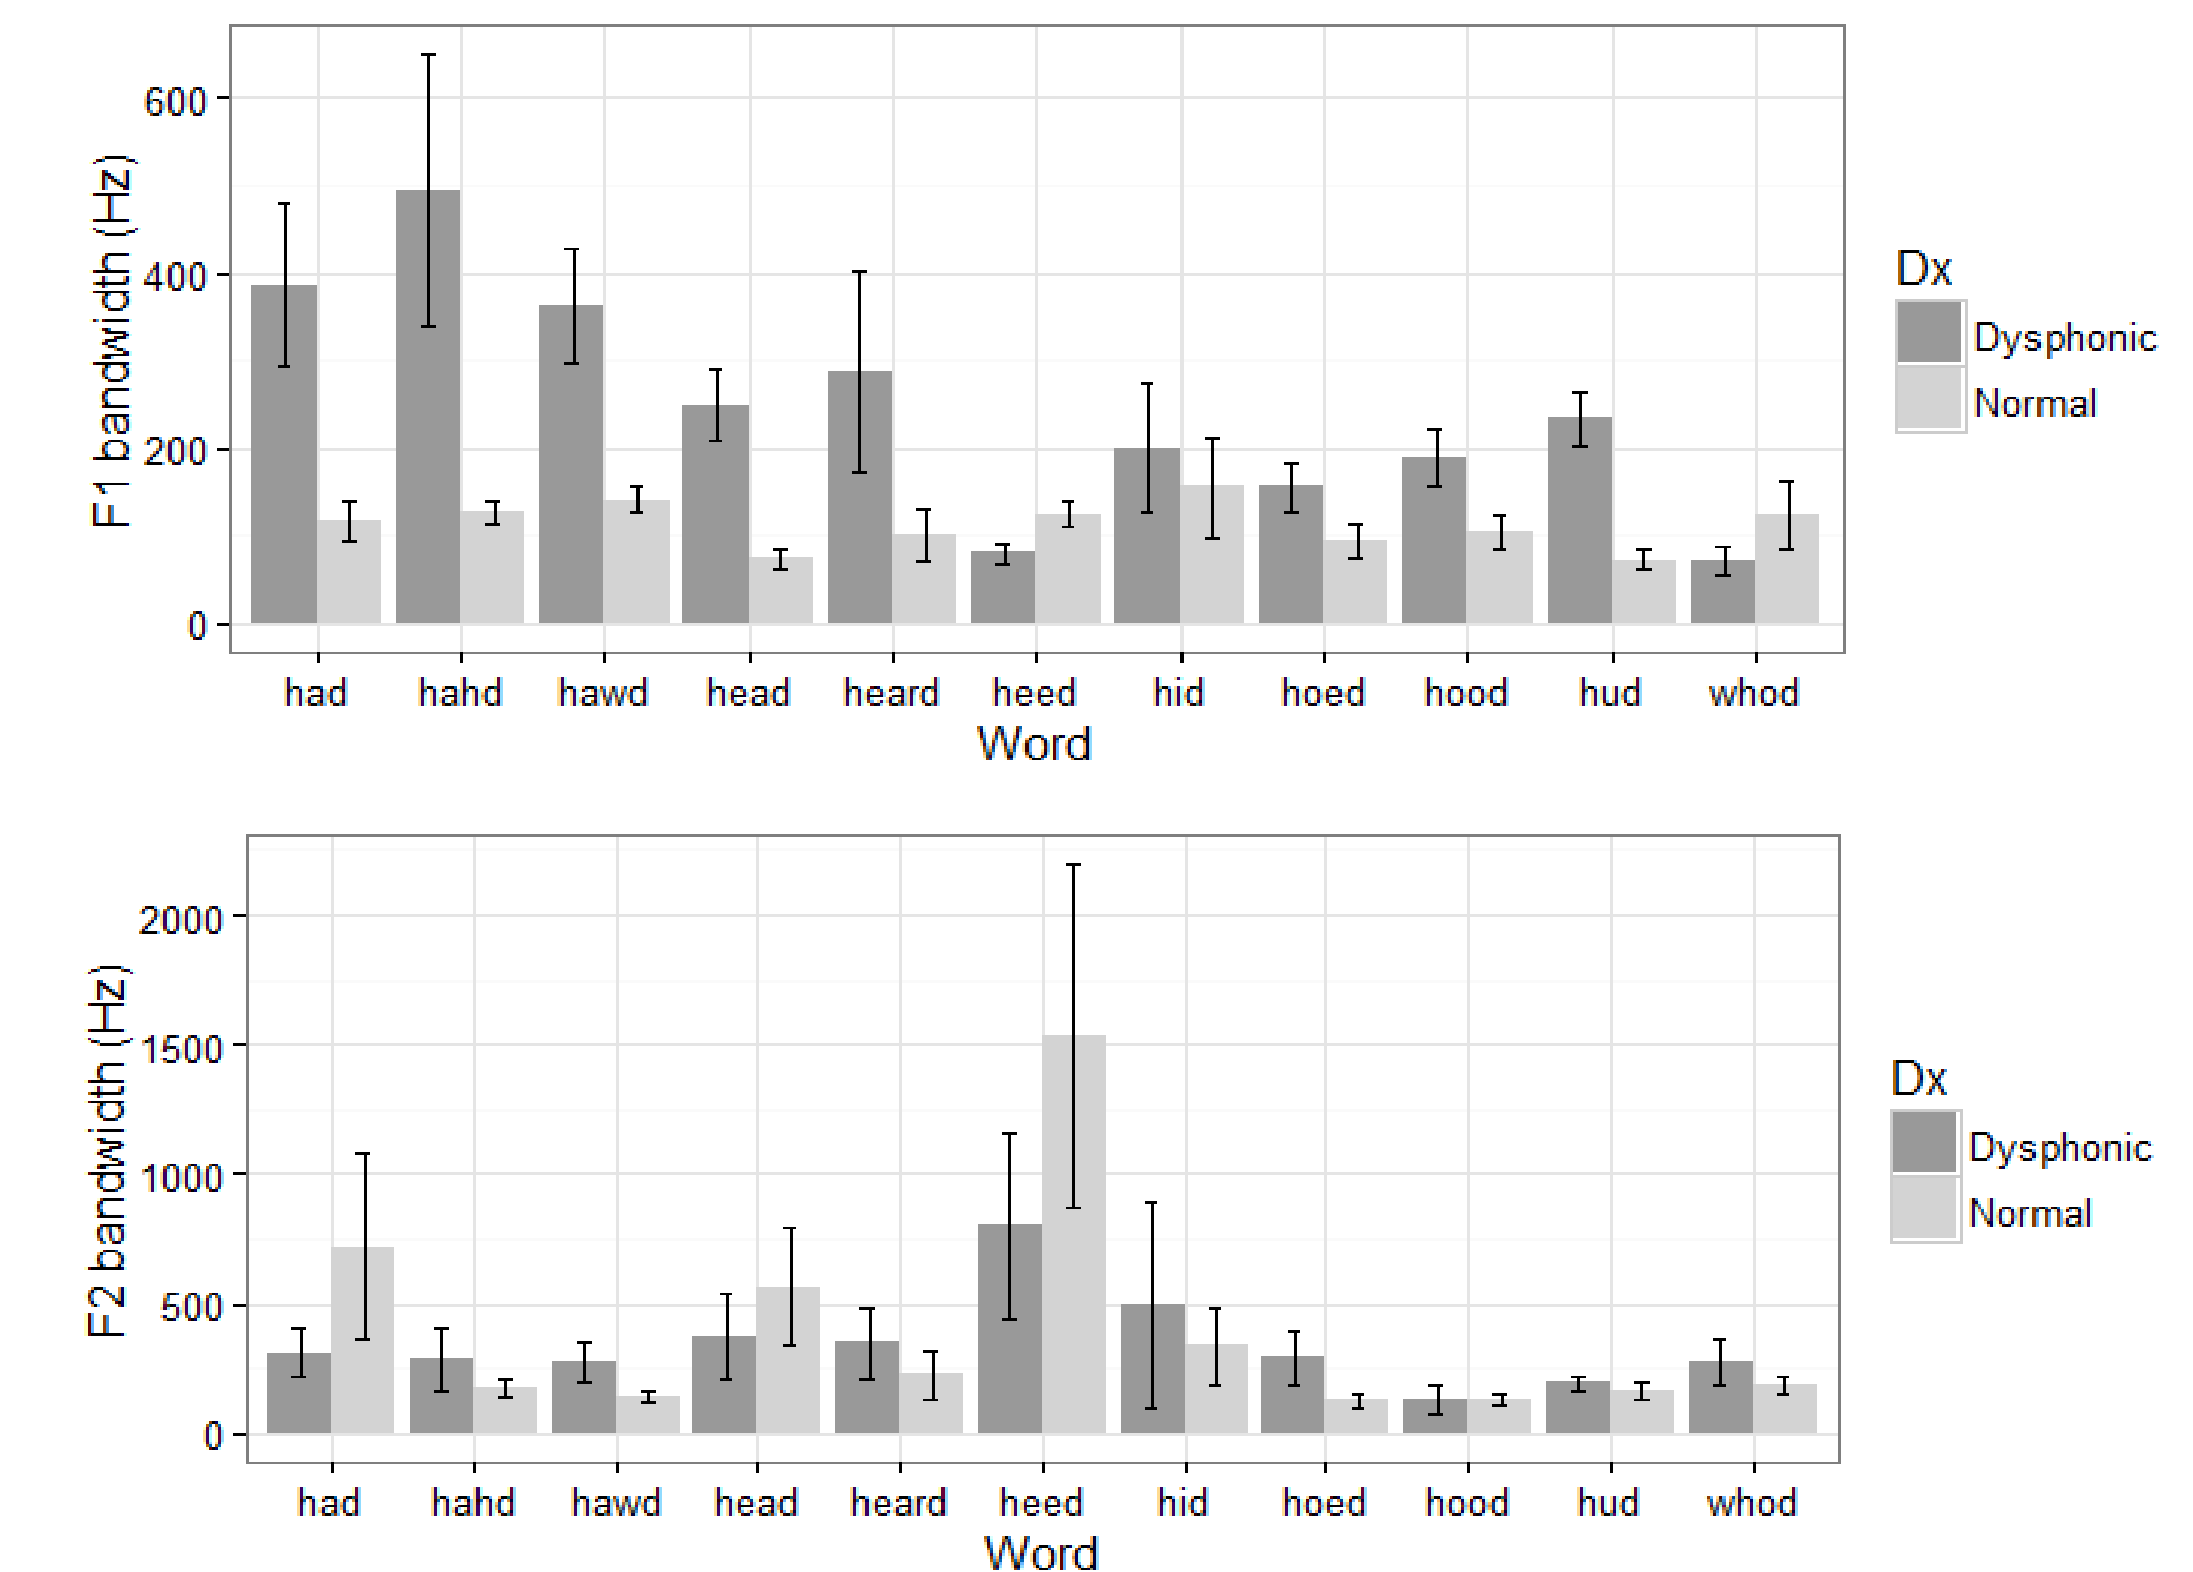 F1 bandwidth (Hz)
600
400
200
0
had hahd hawd head heard heed hid hoed hood hud whod
Word
Dx
Dysphonic
Normal
F2 bandwidth (Hz)
2000
1500
1000
500
0
had hahd hawd head heard heed hid hoed hood hud whod
Word
Dx
Dysphonic
Normal